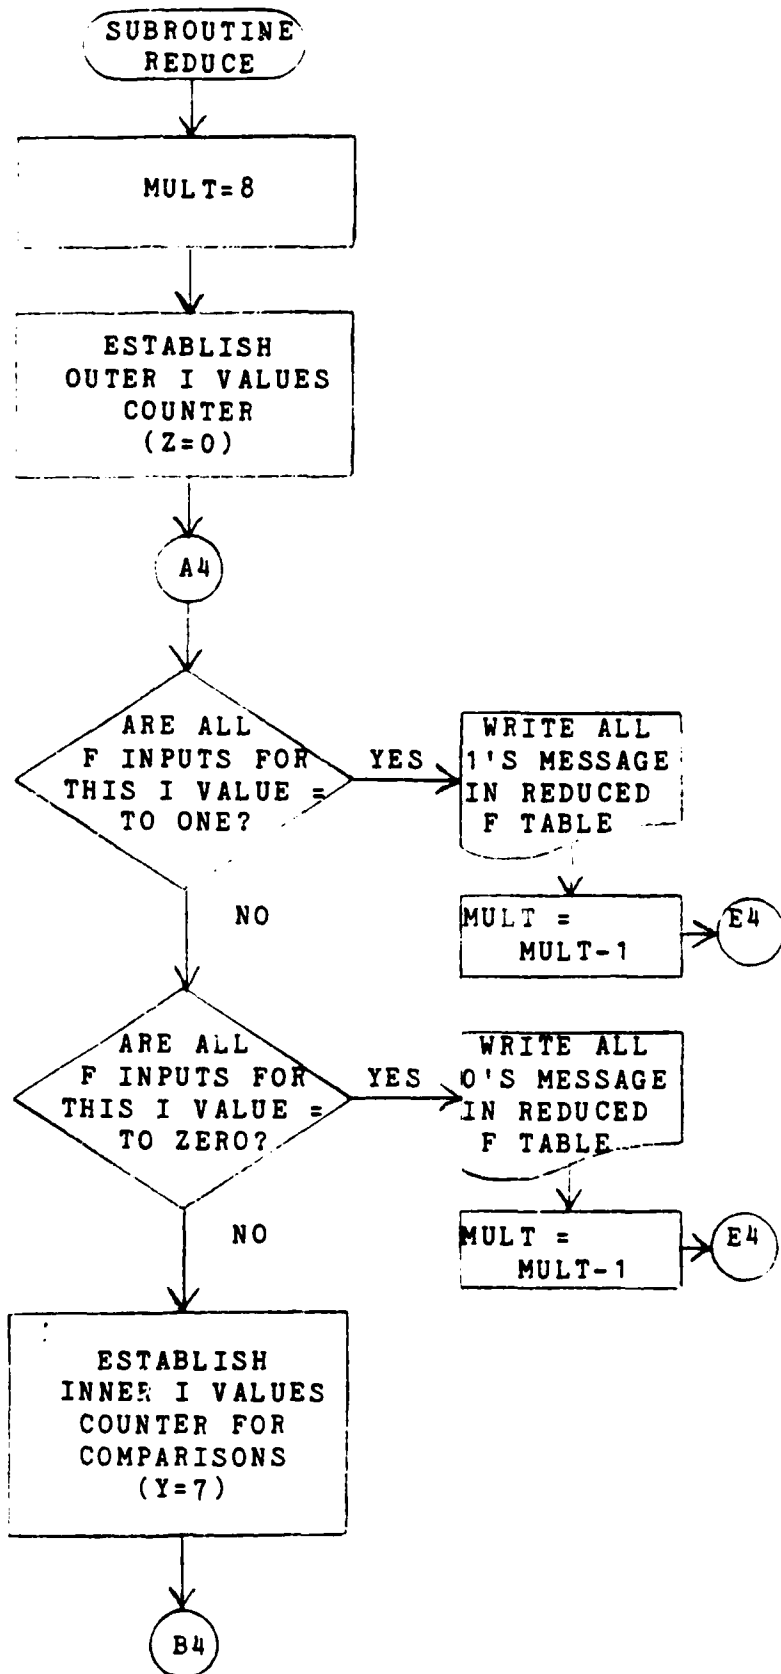 SUBROUTINE
REDUCE
MULT=8
ESTABLISH
OUTER I VALUES
COUNTER
(Z=0)
A4
ARE ALL
F INPUTS FOR
THIS I VALUE =
TO ONE?
YES
WRITE ALL
1'S MESSAGE
IN REDUCED
F TABLE
MULT =
MULT-1
E4
NO
ARE ALL
F INPUTS FOR
THIS I VALUE =
TO ZERO?
YES
WRITE ALL
0'S MESSAGE
IN REDUCED
F TABLE
MULT =
MULT-1
E4
NO
ESTABLISH
INNER I VALUES
COUNTER FOR
COMPARISONS
(Y=7)
B4